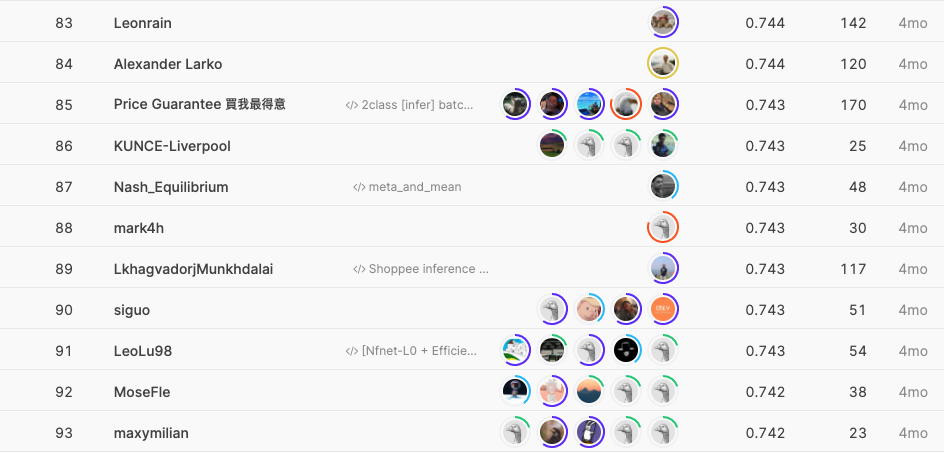 83 Leonrain 0.744 142 4mo
84 Alexander Larko 0.744 120 4mo
85 Price Guarantee 買我最得意 </> 2class [infer] batc... 0.743 170 4mo
86 KUNCE-Liverpool 0.743 25 4mo
87 Nash_Equilibrium </> meta_and_mean 0.743 48 4mo
88 mark4h 0.743 30 4mo
89 LkhagvadorjMunkhdalai </> Shoppee inference ... 0.743 117 4mo
90 siguo 0.743 51 4mo
91 LeoLu98 </> [Nfnet-L0 + Efficie... 0.743 54 4mo
92 MoseFle 0.742 38 4mo
93 maxymilian 0.742 23 4mo